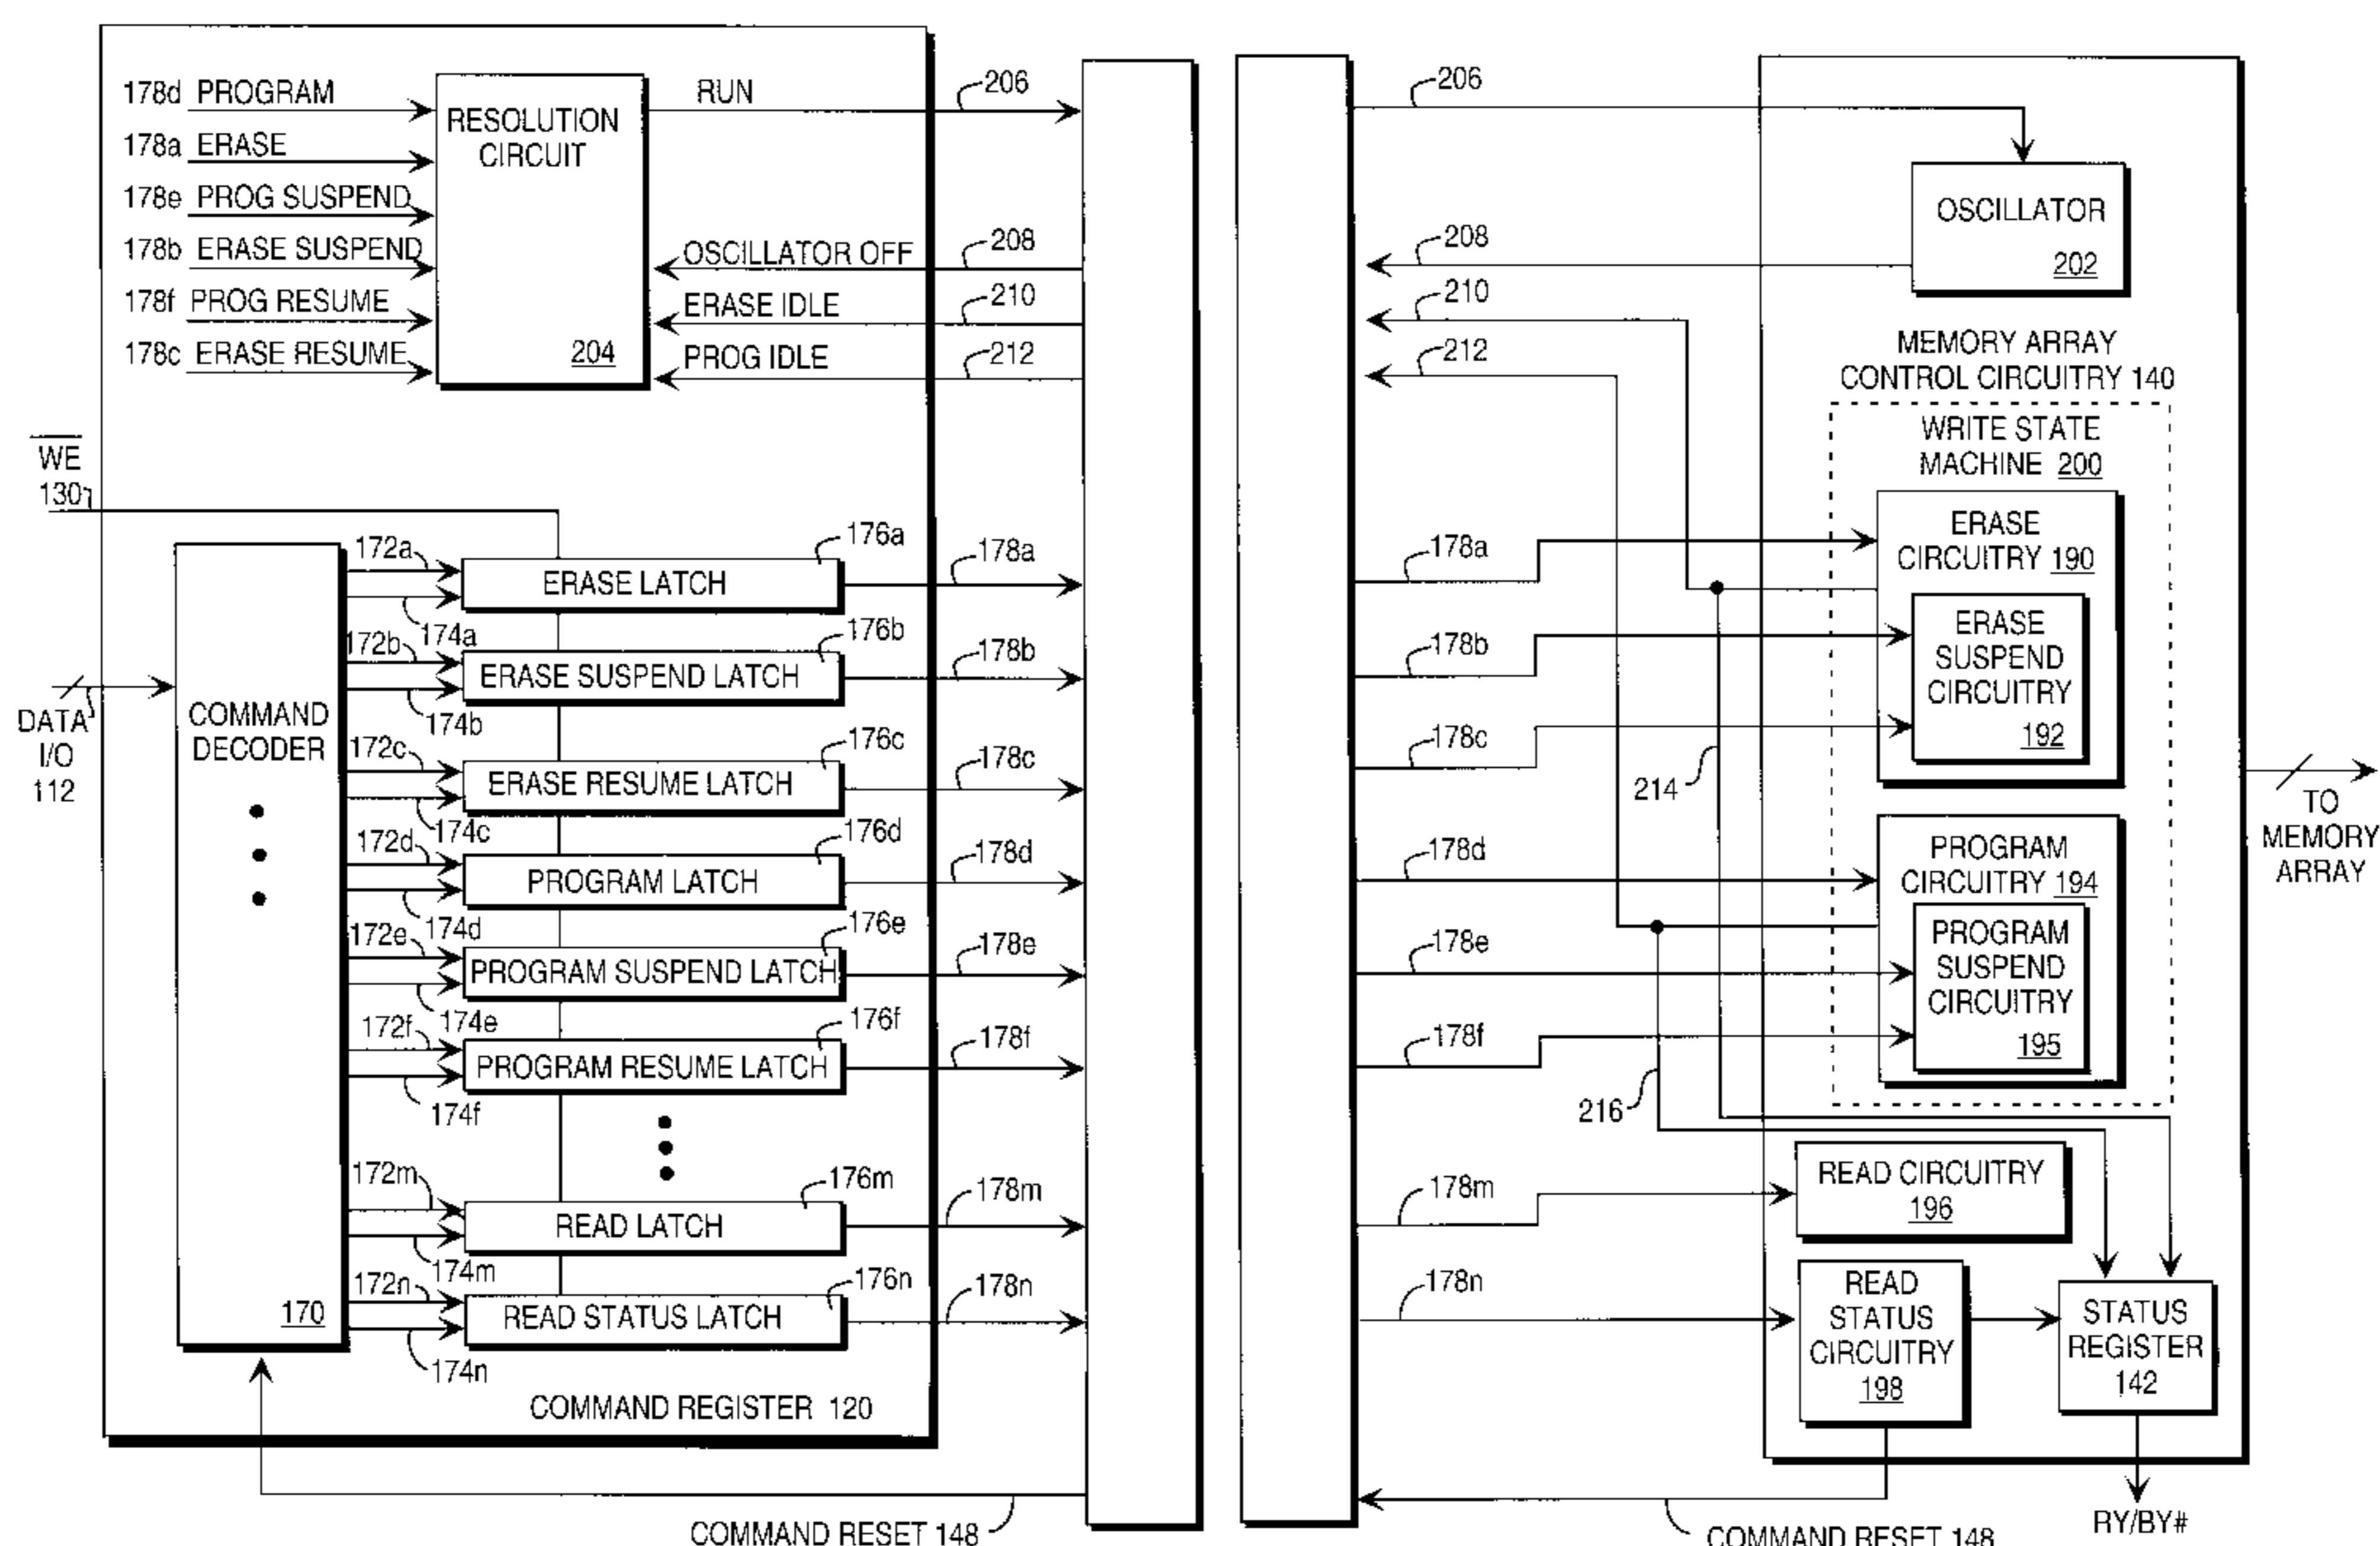 178d PROGRAM
178a ERASE
178e PROG SUSPEND
178b ERASE SUSPEND
178f PROG RESUME
178c ERASE RESUME
RESOLUTION
CIRCUIT
204
RUN
206
OSCILLATOR OFF
208
ERASE IDLE
210
PROG IDLE
212
WE
130
DATA
I/O
112
COMMAND
DECODER
170
172a
174a
ERASE LATCH
176a
178a
172b
174b
ERASE SUSPEND LATCH
176b
178b
172c
174c
ERASE RESUME LATCH
176c
178c
172d
174d
PROGRAM LATCH
176d
178d
172e
174e
PROGRAM SUSPEND LATCH
176e
178e
172f
174f
PROGRAM RESUME LATCH
176f
178f
172m
174m
READ LATCH
176m
178m
172n
174n
READ STATUS LATCH
176n
178n
COMMAND REGISTER 120
COMMAND RESET 148
206
208
210
212
OSCILLATOR
202
MEMORY ARRAY
CONTROL CIRCUITRY 140
WRITE STATE
MACHINE 200
178a
ERASE
CIRCUITRY 190
178b
178c
ERASE
SUSPEND
CIRCUITRY
192
214
178d
PROGRAM
CIRCUITRY 194
178e
178f
PROGRAM
SUSPEND
CIRCUITRY
195
216
TO
MEMORY
ARRAY
178m
READ CIRCUITRY
196
178n
READ
STATUS
CIRCUITRY
198
STATUS
REGISTER
142
RY/BY#
COMMAND RESET 148